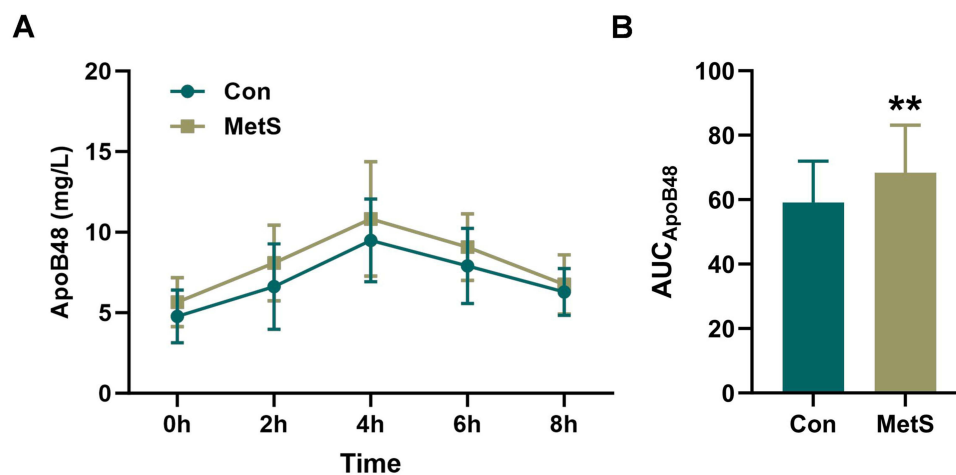 A
B
20
15
10
5
0
ApoB48 (mg/L)
Con
MetS
0h 2h 4h 6h 8h
Time
100
80
60
40
20
0
AUCApoB48
**
Con MetS